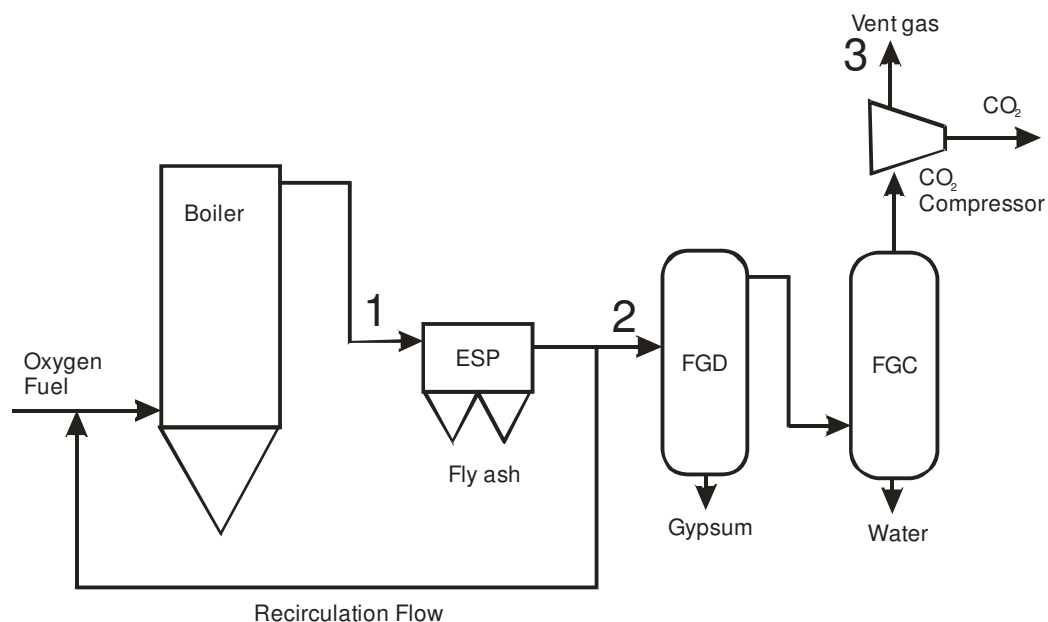 Vent gas
3
CO₂
CO₂
Compressor
Boiler
1
2
Oxygen
Fuel
ESP
FGD
FGC
Fly ash
Gypsum
Water
Recirculation Flow